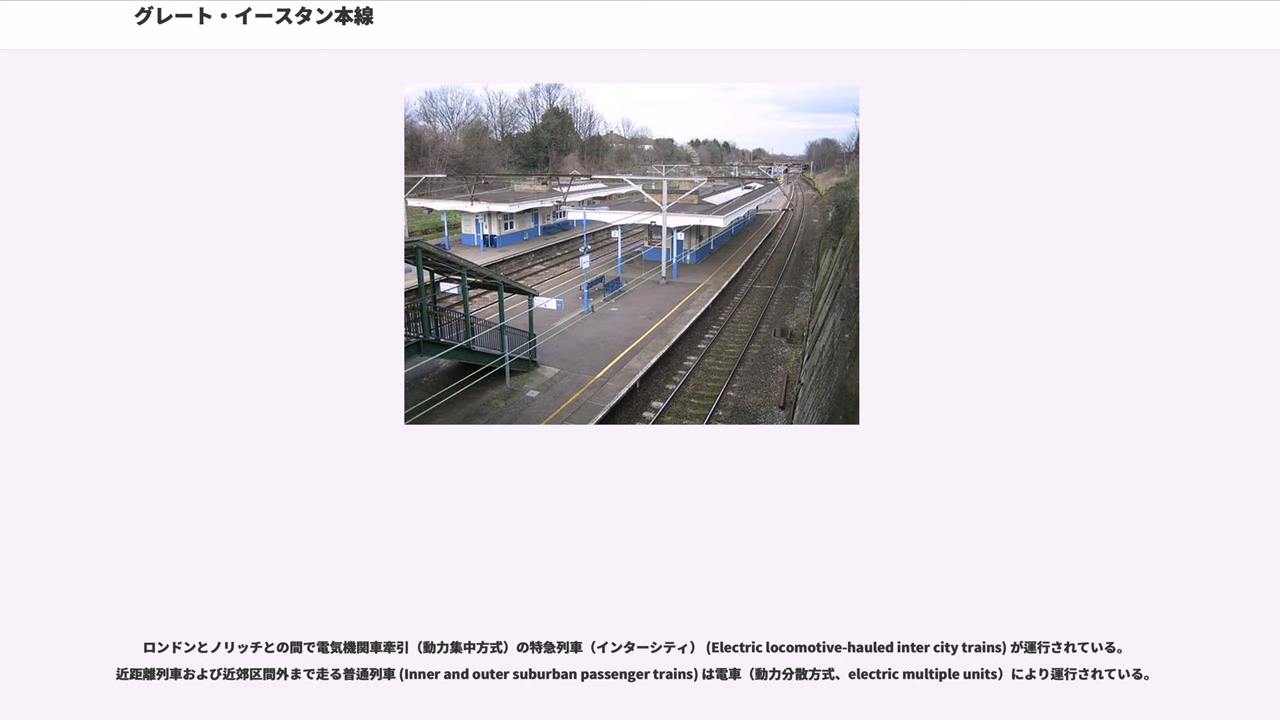 グレート・イースタン本線
ロンドンとノリッチとの間で電気機関車牽引（動力集中方式）の特急列車（インターシティ） (Electric locomotive-hauled inter city trains) が運行されている。
近距離列車および近郊区間外まで走る普通列車 (Inner and outer suburban passenger trains) は電車（動力分散方式、electric multiple units）により運行されている。